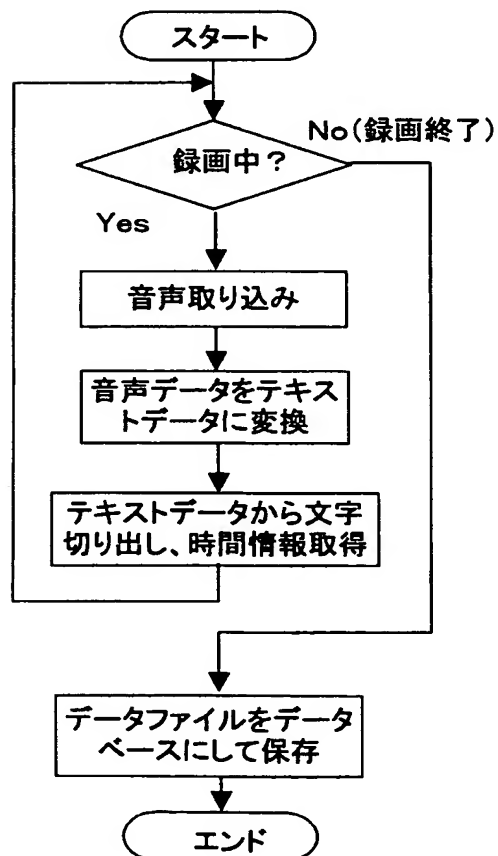 スタート
No(録画終了)
録画中?
Yes
音声取り込み
音声データをテキス
トデータに変換
テキストデータから文字
切り出し、時間情報取得
データファイルをデータ
ベースにして保存
エンド